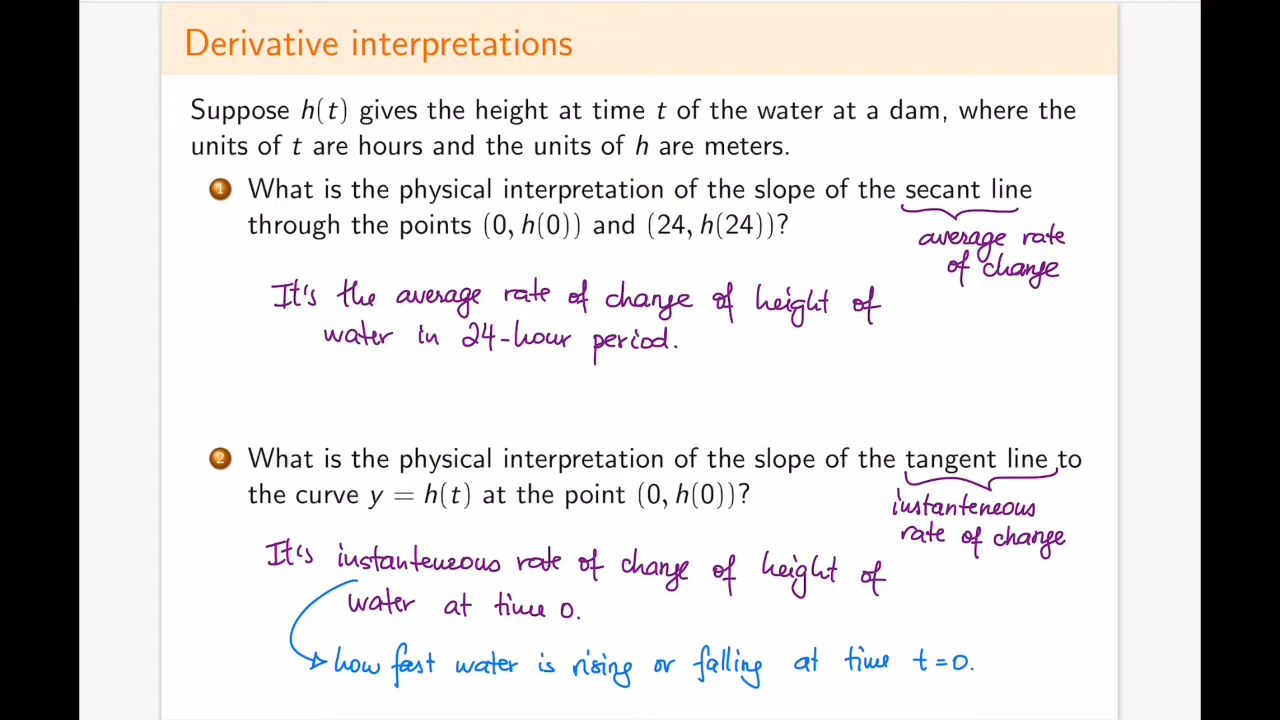 Derivative interpretations
Suppose h(t) gives the height at time t of the water at a dam, where the
units of t are hours and the units of h are meters.
1 What is the physical interpretation of the slope of the secant line
through the points (0, h(0)) and (24, h(24))?
average rate
of change
It's the average rate of change of height of
water in 24-hour period.
2 What is the physical interpretation of the slope of the tangent line to
the curve y = h(t) at the point (0, h(0))?
instanteneous
rate of change
It's instanteneous rate of change of height of
water at time 0.
how fast water is rising or falling at time t=0.